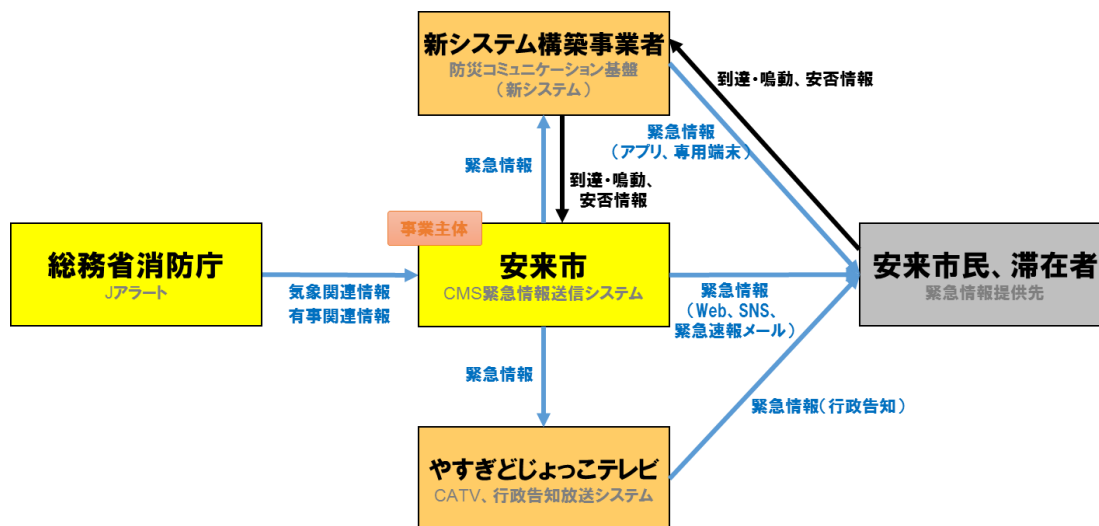 新システム構築事業者
防災コミュニケーション基盤
（新システム）
到達・鳴動、安否情報
緊急情報
（アプリ、専用端末）
緊急情報
到達・鳴動、
安否情報
事業主体
総務省消防庁
Jアラート
気象関連情報
有事関連情報
安来市
CMS緊急情報送信システム
緊急情報
（Web、SNS、
緊急速報メール）
安来市民、滞在者
緊急情報提供先
緊急情報
緊急情報（行政告知）
やすぎどじょっこテレビ
CATV、行政告知放送システム